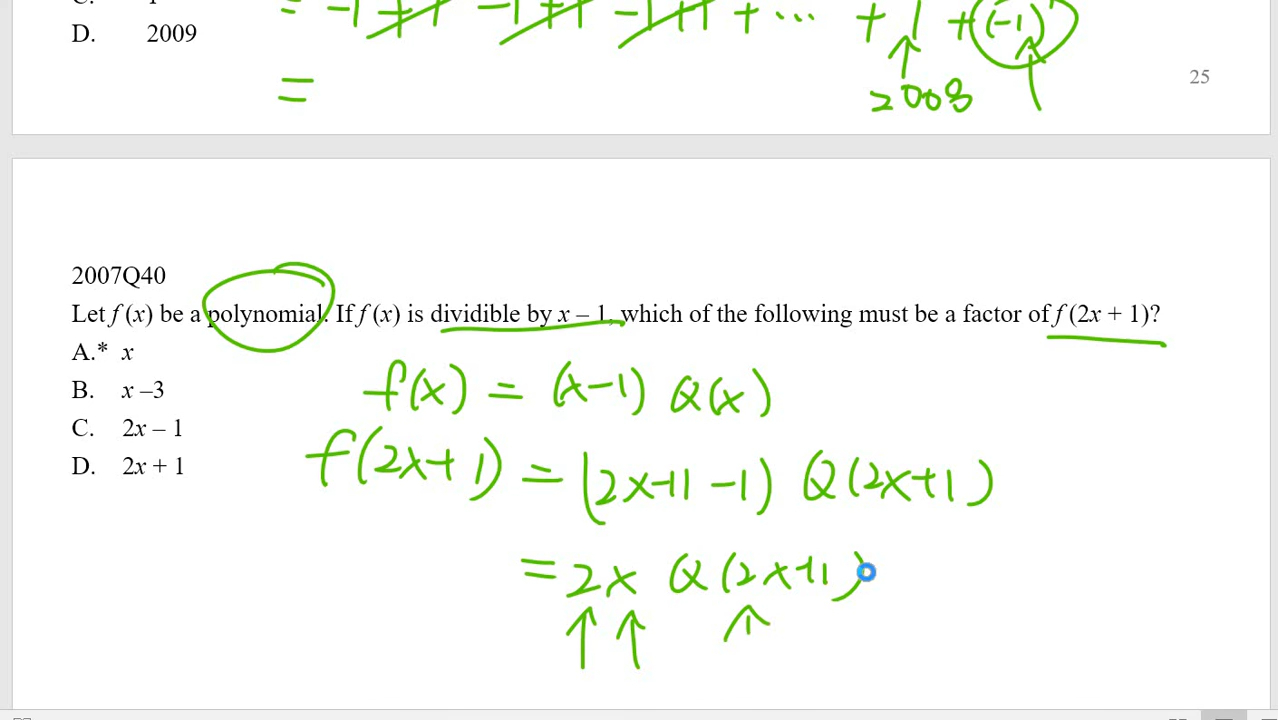 = -1 +1 -1 +1 -1 +1 + ... + 1 + (-1)
D. 2009
= 2008
25
2007Q40
Let f (x) be a polynomial. If f (x) is dividible by x – 1, which of the following must be a factor of f (2x + 1)?
A.* x
B. x –3
C. 2x – 1
D. 2x + 1
f(x) = (x-1) Q(x)
f(2x+1) = (2x+1 -1) Q(2x+1)
= 2x Q(2x+1)